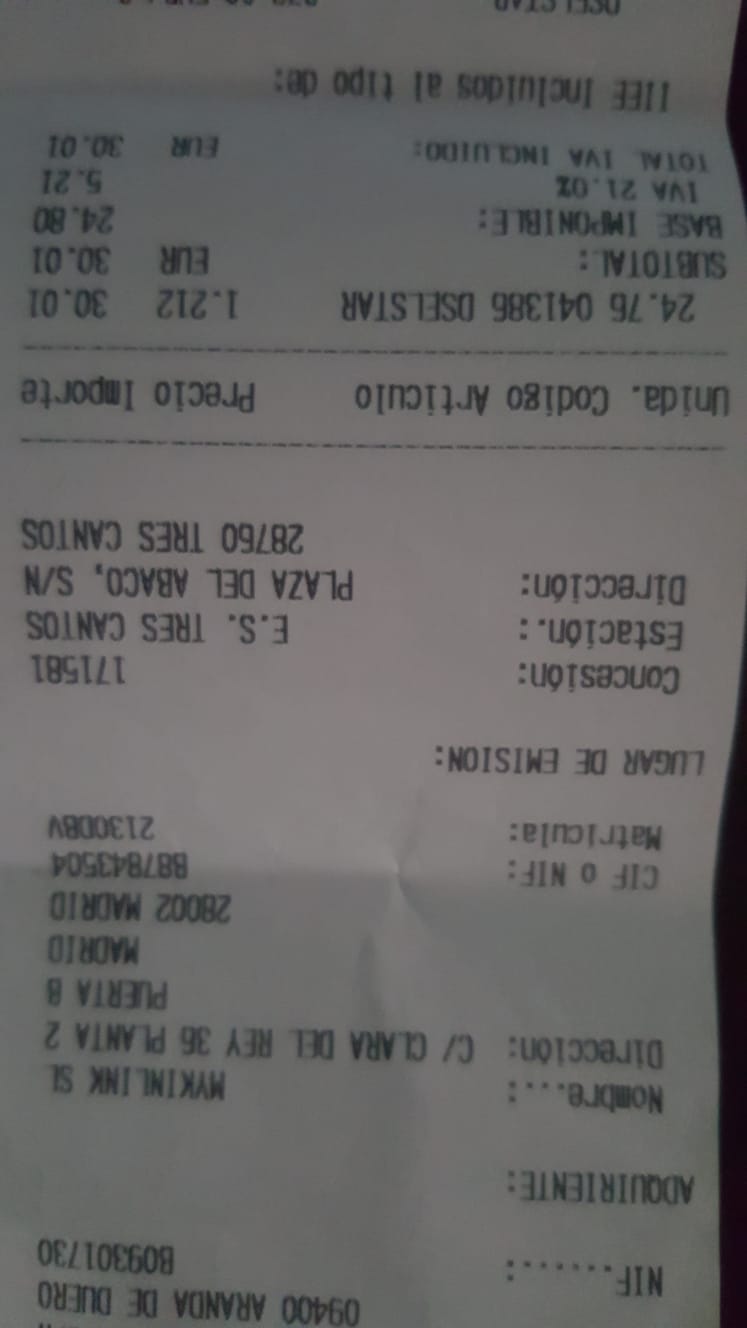 09400 ARANDA DE DUERO
NIF.......: B09301730
ADQUIRIENTE:
Nombre...: MYKINLINK SL
Dirección: C/ CLARA DEL REY 36 PLANTA 2
PUERTA B
MADRID
28002 MADRID
CIF O NIF: B87843504
Matrícula: 2130DBV
LUGAR DE EMISION:
Concesión: 171581
Estación.: E.S. TRES CANTOS
Dirección: PLAZA DEL ABACO, S/N
28760 TRES CANTOS
Unida. Codigo Articulo Precio Importe
24.76 041386 DSELSTAR 1.212 30.01
SUBTOTAL: EUR 30.01
BASE IMPONIBLE: 24.80
IVA 21.0% 5.21
TOTAL IVA INCLUIDO: EUR 30.01
IIEE Incluidos al tipo de:
DSELSTAR